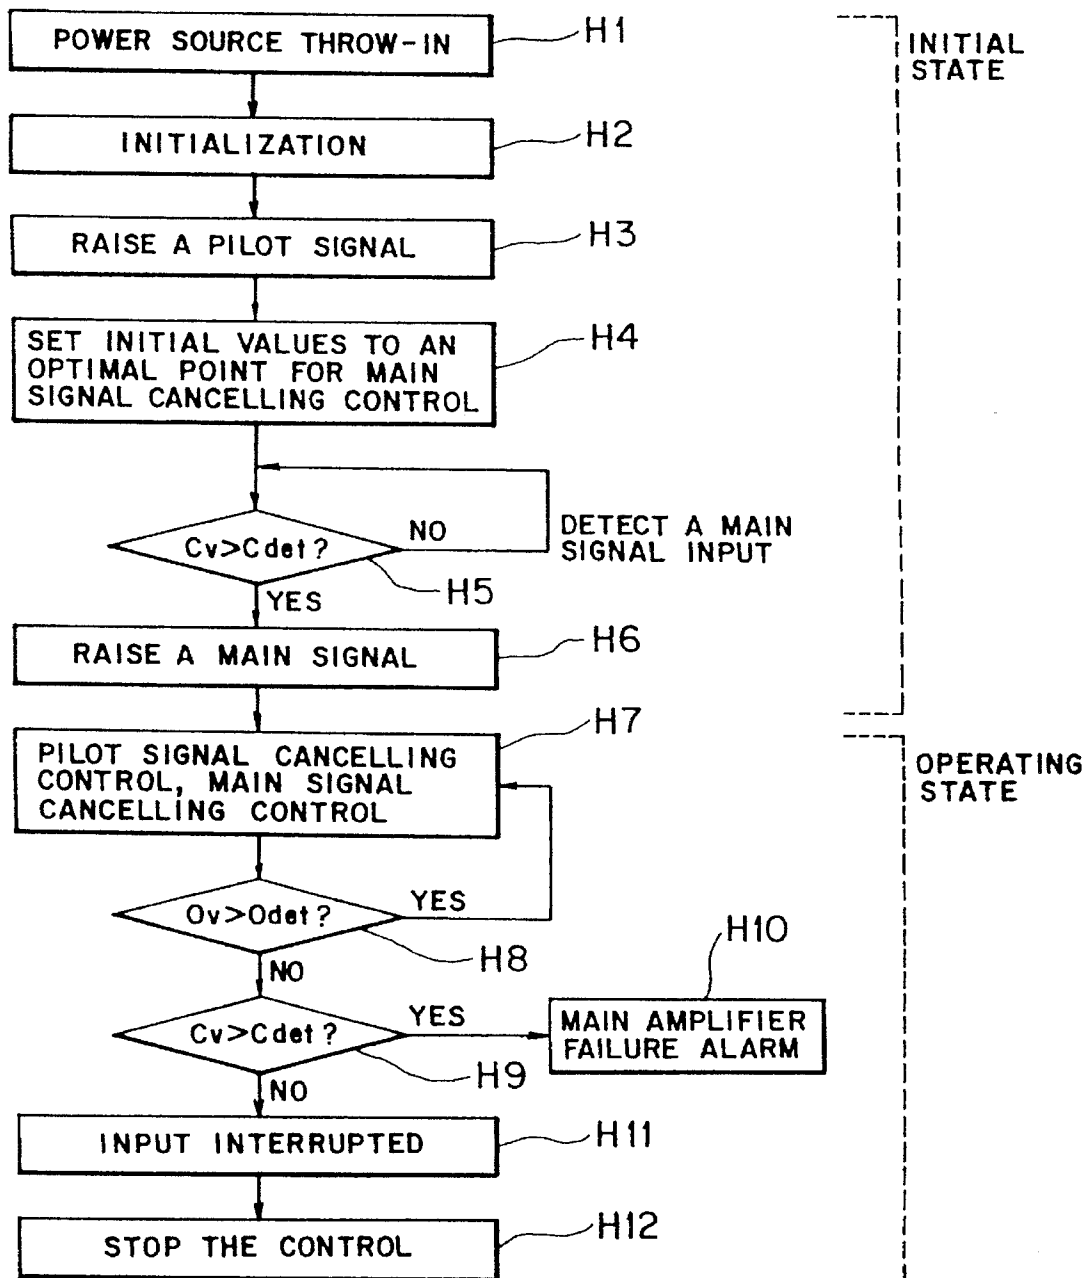 POWER SOURCE THROW-IN
H1
INITIAL
STATE
INITIALIZATION
H2
RAISE A PILOT SIGNAL
H3
SET INITIAL VALUES TO AN
OPTIMAL POINT FOR MAIN
SIGNAL CANCELLING CONTROL
H4
Cv>Cdet?
NO
DETECT A MAIN
SIGNAL INPUT
H5
YES
RAISE A MAIN SIGNAL
H6
PILOT SIGNAL CANCELLING
CONTROL, MAIN SIGNAL
CANCELLING CONTROL
H7
OPERATING
STATE
Ov>Odet?
YES
H8
NO
Cv>Cdet?
YES
H9
NO
H10
MAIN AMPLIFIER
FAILURE ALARM
INPUT INTERRUPTED
H11
STOP THE CONTROL
H12